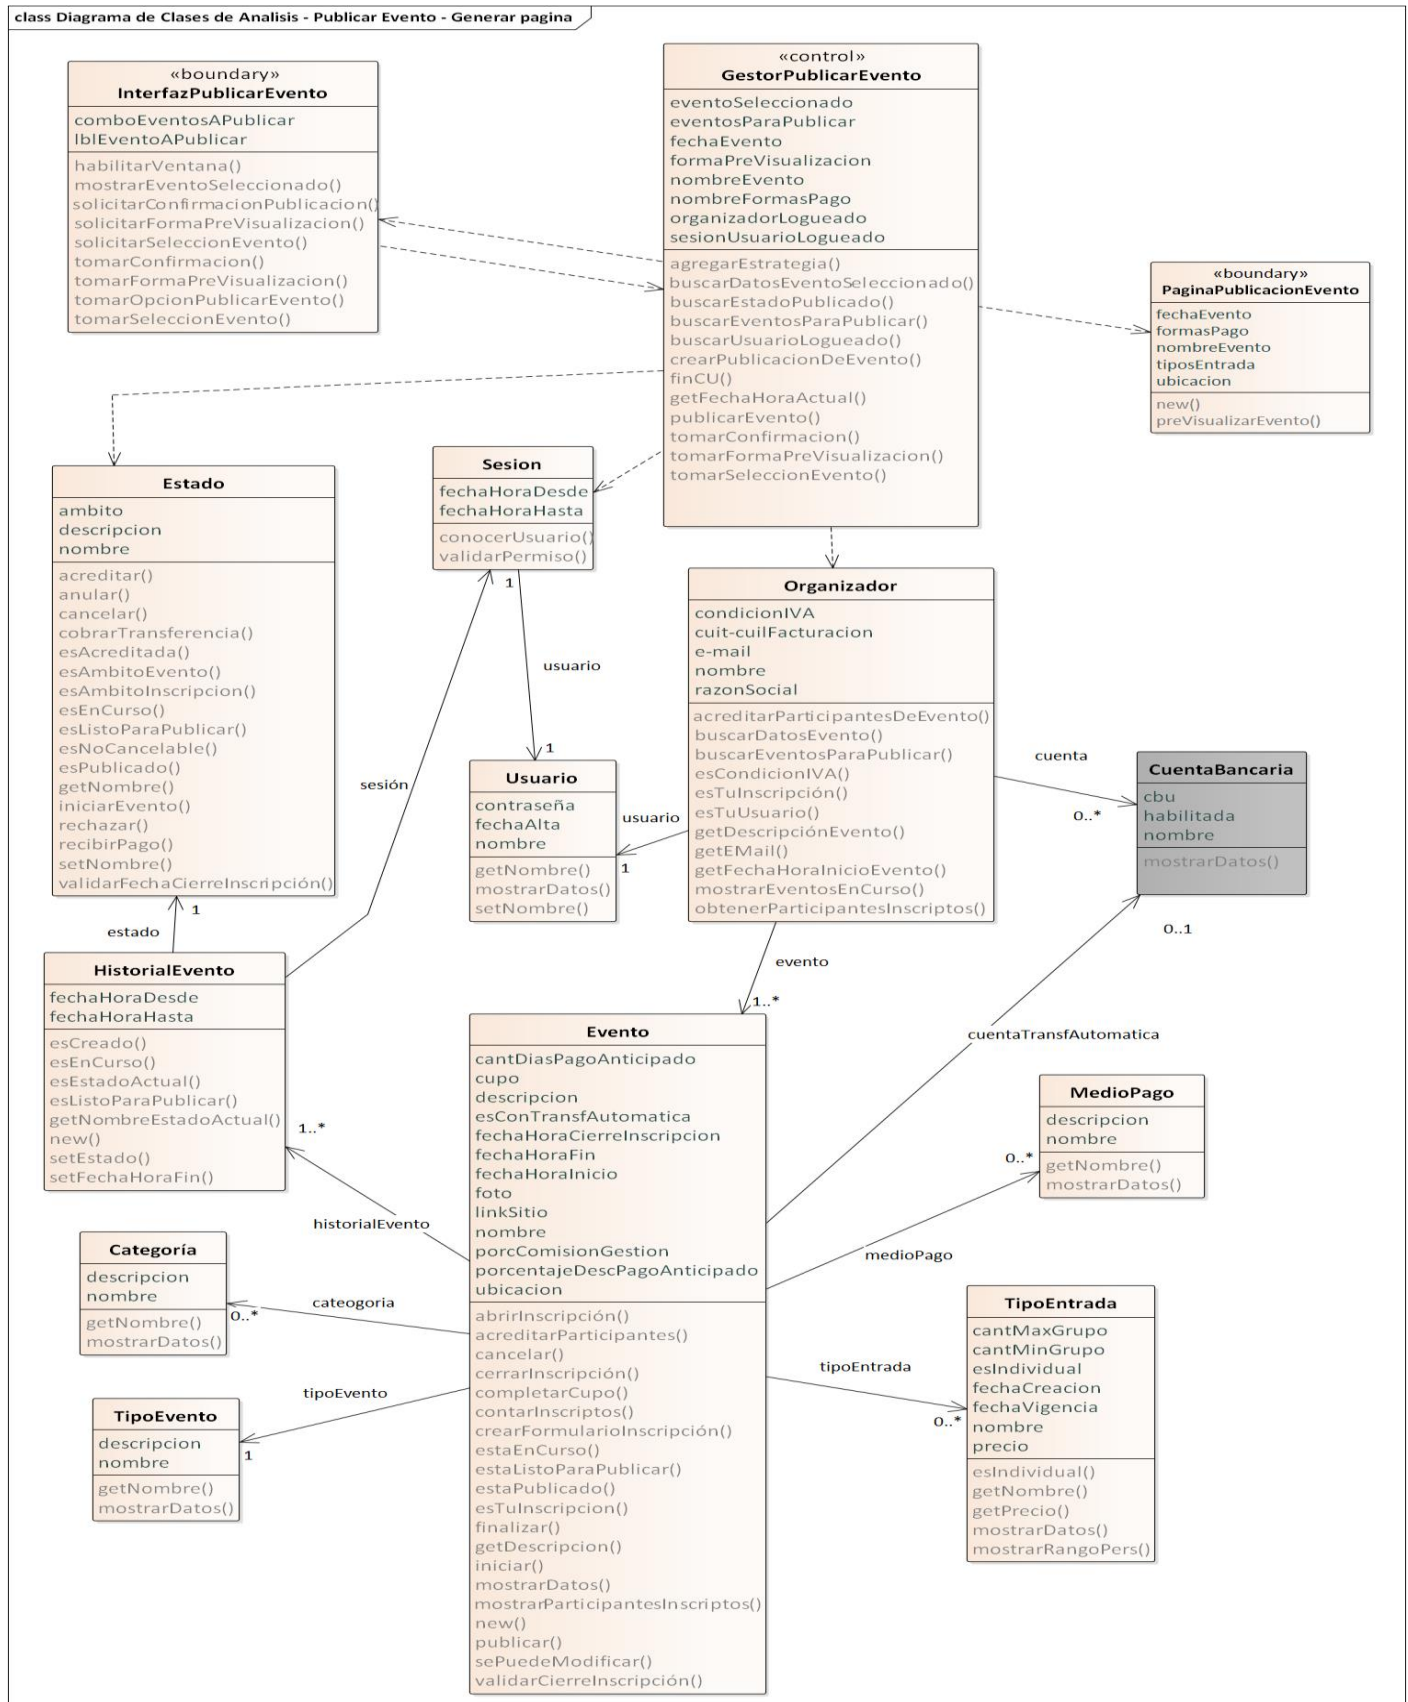 class Diagrama de Clases de Analisis - Publicar Evento - Generar pagina
«boundary»
InterfazPublicarEvento
comboEventosAPublicar
lblEventoAPublicar
habilitarVentana()
mostrarEventoSeleccionado()
solicitarConfirmacionPublicacion()
solicitarFormaPreVisualizacion()
solicitarSeleccionEvento()
tomarConfirmacion()
tomarFormaPreVisualizacion()
tomarOpcionPublicarEvento()
tomarSeleccionEvento()
«control»
GestorPublicarEvento
eventoSeleccionado
eventosParaPublicar
fechaEvento
formaPreVisualizacion
nombreEvento
nombreFormasPago
organizadorLogueado
sesionUsuarioLogueado
agregarEstrategia()
buscarDatosEventoSeleccionado()
buscarEstadoPublicado()
buscarEventosParaPublicar()
buscarUsuarioLogueado()
crearPublicacionDeEvento()
finCU()
getFechaHoraActual()
publicarEvento()
tomarConfirmacion()
tomarFormaPreVisualizacion()
tomarSeleccionEvento()
«boundary»
PaginaPublicacionEvento
fechaEvento
formasPago
nombreEvento
tiposEntrada
ubicacion
new()
preVisualizarEvento()
Estado
ambito
descripcion
nombre
acreditar()
anular()
cancelar()
cobrarTransferencia()
esAcreditada()
esAmbitoEvento()
esAmbitoInscripcion()
esEnCurso()
esListoParaPublicar()
esNoCancelable()
esPublicado()
getNombre()
iniciarEvento()
rechazar()
recibirPago()
setNombre()
validarFechaCierreInscripción()
Sesion
fechaHoraDesde
fechaHoraHasta
conocerUsuario()
validarPermiso()
1
usuario
1
sesión
Organizador
condicionIVA
cuit-cuilFacturacion
e-mail
nombre
razonSocial
acreditarParticipantesDeEvento()
buscarDatosEvento()
buscarEventosParaPublicar()
esCondicionIVA()
esTuInscripción()
esTuUsuario()
getDescripciónEvento()
getEMail()
getFechaHoraInicioEvento()
mostrarEventosEnCurso()
obtenerParticipantesInscriptos()
Usuario
contraseña
fechaAlta
nombre
getNombre()
mostrarDatos()
setNombre()
usuario
1
cuenta
0..*
CuentaBancaria
cbu
habilitada
nombre
mostrarDatos()
0..1
1
estado
evento
1..*
HistorialEvento
fechaHoraDesde
fechaHoraHasta
esCreado()
esEnCurso()
esEstadoActual()
esListoParaPublicar()
getNombreEstadoActual()
new()
setEstado()
setFechaHoraFin()
1..*
historialEvento
Evento
cantDiasPagoAnticipado
cupo
descripcion
esConTransfAutomatica
fechaHoraCierreInscripcion
fechaHoraFin
fechaHoraInicio
foto
linkSitio
nombre
porcComisionGestion
porcentajeDescPagoAnticipado
ubicacion
abrirInscripción()
acreditarParticipantes()
cancelar()
cerrarInscripción()
completarCupo()
contarInscriptos()
crearFormularioInscripción()
estaEnCurso()
estaListoParaPublicar()
estaPublicado()
esTuInscripcion()
finalizar()
getDescripcion()
iniciar()
mostrarDatos()
mostrarParticipantesInscriptos()
new()
publicar()
sePuedeModificar()
validarCierreInscripción()
cuentaTransfAutomatica
MedioPago
descripcion
nombre
getNombre()
mostrarDatos()
0..*
medioPago
Categoría
descripcion
nombre
getNombre()
mostrarDatos()
0..*
cateogoria
TipoEvento
descripcion
nombre
getNombre()
mostrarDatos()
tipoEvento
1
tipoEntrada
0..*
TipoEntrada
cantMaxGrupo
cantMinGrupo
esIndividual
fechaCreacion
fechaVigencia
nombre
precio
esIndividual()
getNombre()
getPrecio()
mostrarDatos()
mostrarRangoPers()